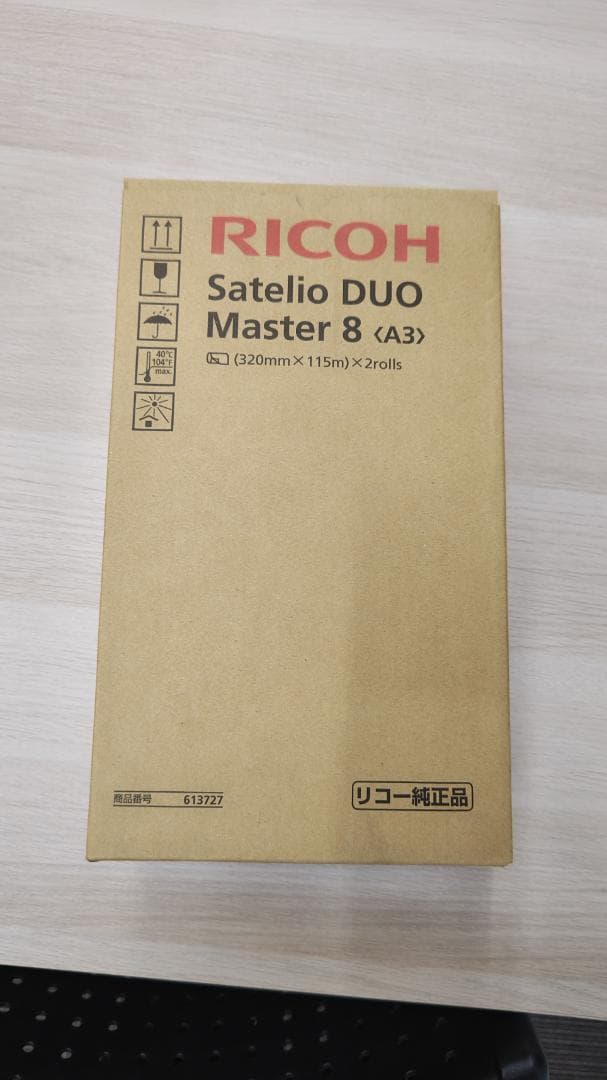 RICOH
Satelio DUO
Master 8 〈A3〉
(320mm×115m)×2rolls
40℃
104°F
max.
商品番号 613727
リコー純正品